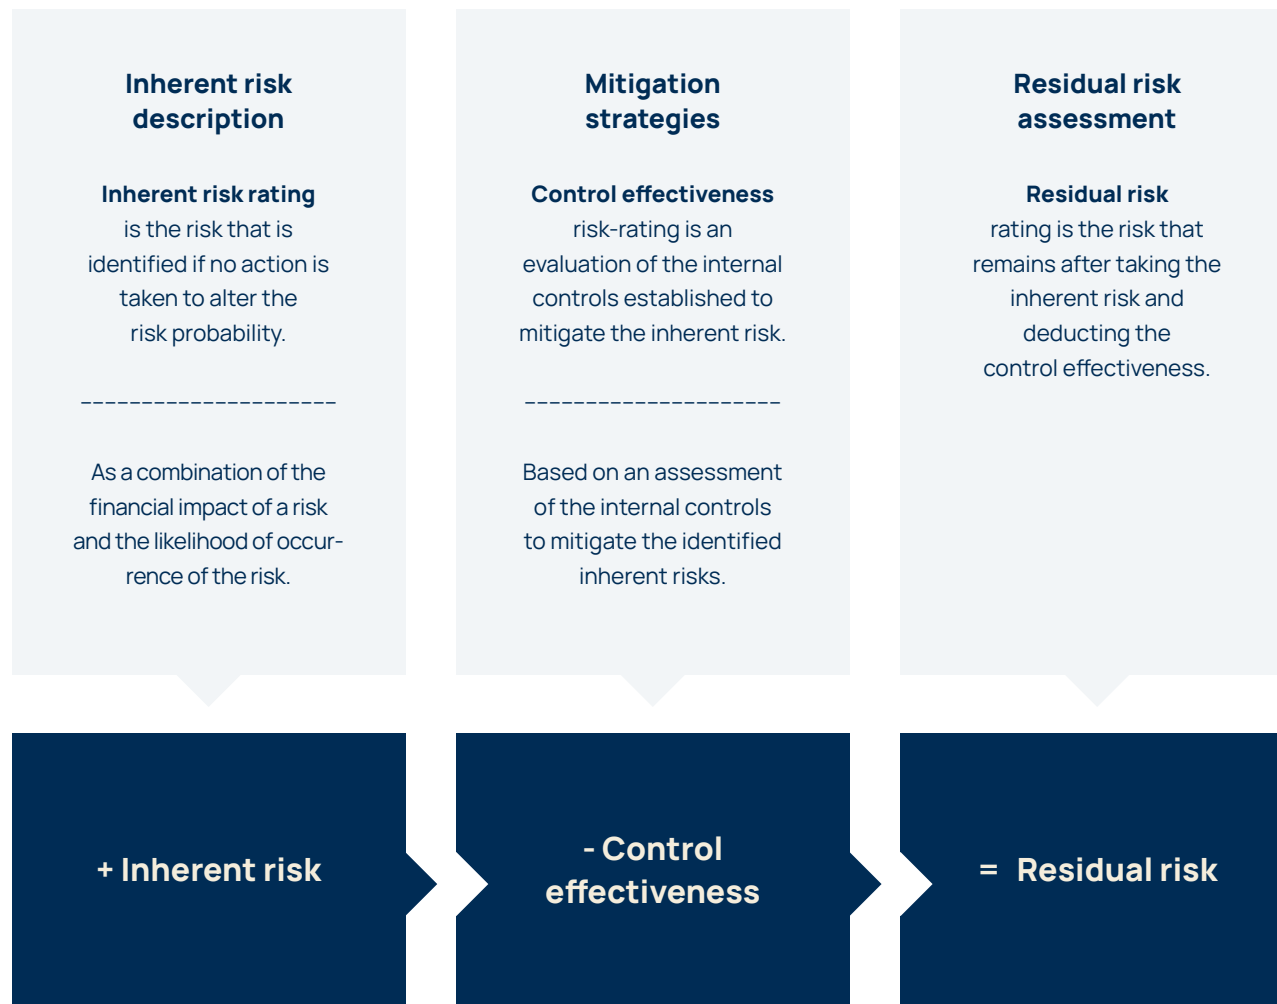 Inherent risk
description
Inherent risk rating
is the risk that is
identified if no action is
taken to alter the
risk probability.
----------------------
As a combination of the
financial impact of a risk
and the likelihood of occur-
rence of the risk.
+ Inherent risk
Mitigation
strategies
Control effectiveness
risk-rating is an
evaluation of the internal
controls established to
mitigate the inherent risk.
----------------------
Based on an assessment
of the internal controls
to mitigate the identified
inherent risks.
- Control
effectiveness
Residual risk
assessment
Residual risk
rating is the risk that
remains after taking the
inherent risk and
deducting the
control effectiveness.
= Residual risk